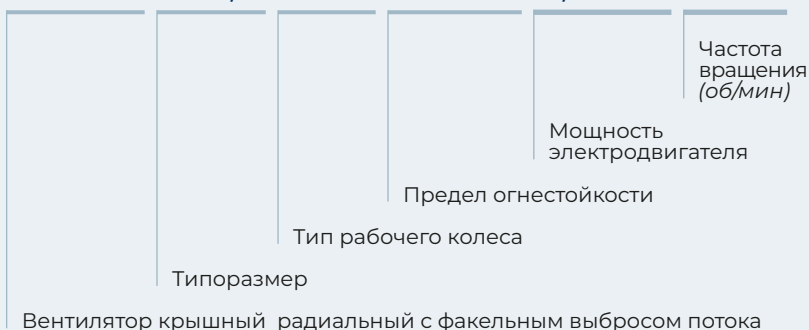 Частота
вращения
(об/мин)
Мощность
электродвигателя
Предел огнестойкости
Тип рабочего колеса
Типоразмер
Вентилятор крышный радиальный с факельным выбросом потока